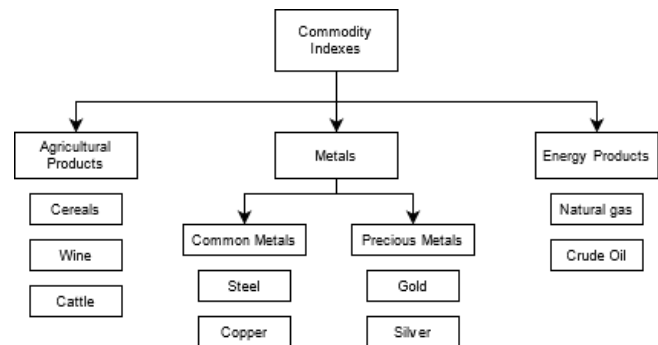 Commodity
Indexes
Agricultural
Products
Metals
Energy Products
Cereals
Natural gas
Common Metals
Precious Metals
Wine
Crude Oil
Steel
Gold
Cattle
Copper
Silver